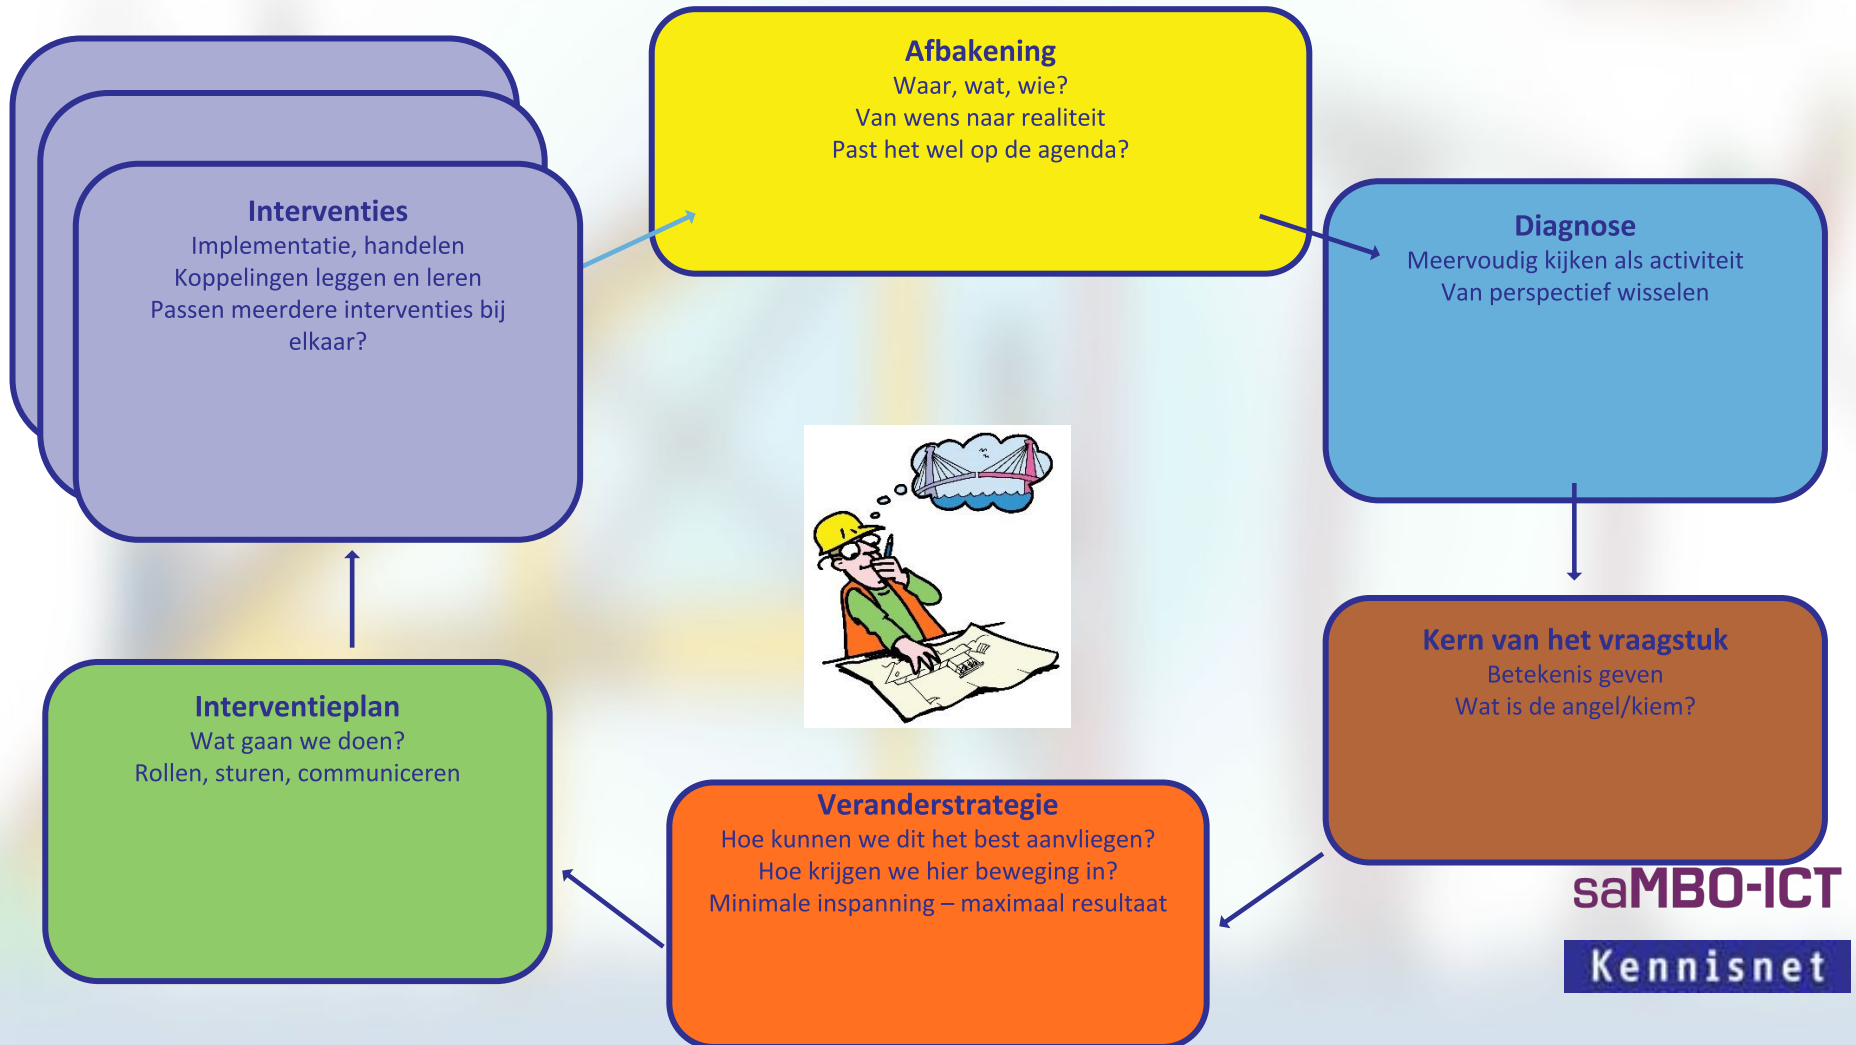 Afbakening
Waar, wat, wie?
Van wens naar realiteit
Past het wel op de agenda?
Diagnose
Meervoudig kijken als activiteit
Van perspectief wisselen
Kern van het vraagstuk
Betekenis geven
Wat is de angel/kiem?
Veranderstrategie
Hoe kunnen we dit het best aanvliegen?
Hoe krijgen we hier beweging in?
Minimale inspanning – maximaal resultaat
Interventieplan
Wat gaan we doen?
Rollen, sturen, communiceren
Interventies
Implementatie, handelen
Koppelingen leggen en leren
Passen meerdere interventies bij
elkaar?
saMBO-ICT
Kennisnet